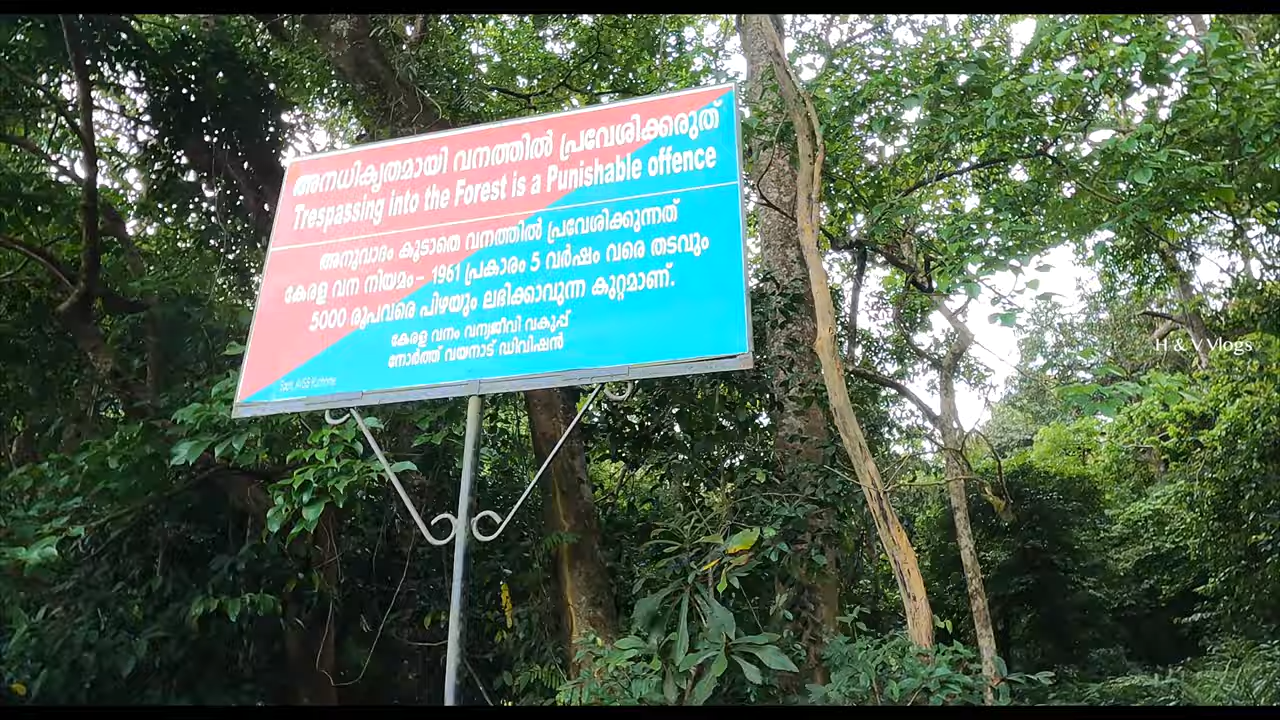 അനധികൃതമായി വനത്തിൽ പ്രവേശിക്കരുത്
Trespassing into the Forest is a Punishable offence
അനുവാദം കൂടാതെ വനത്തിൽ പ്രവേശിക്കുന്നത്
കേരള വന നിയമം - 1961 പ്രകാരം 5 വർഷം വരെ തടവും
5000 രൂപവരെ പിഴയും ലഭിക്കാവുന്ന കുറ്റമാണ്.
കേരള വനം വന്യജീവി വകുപ്പ്
നോർത്ത് വയനാട് ഡിവിഷൻ
H & V Vlogs